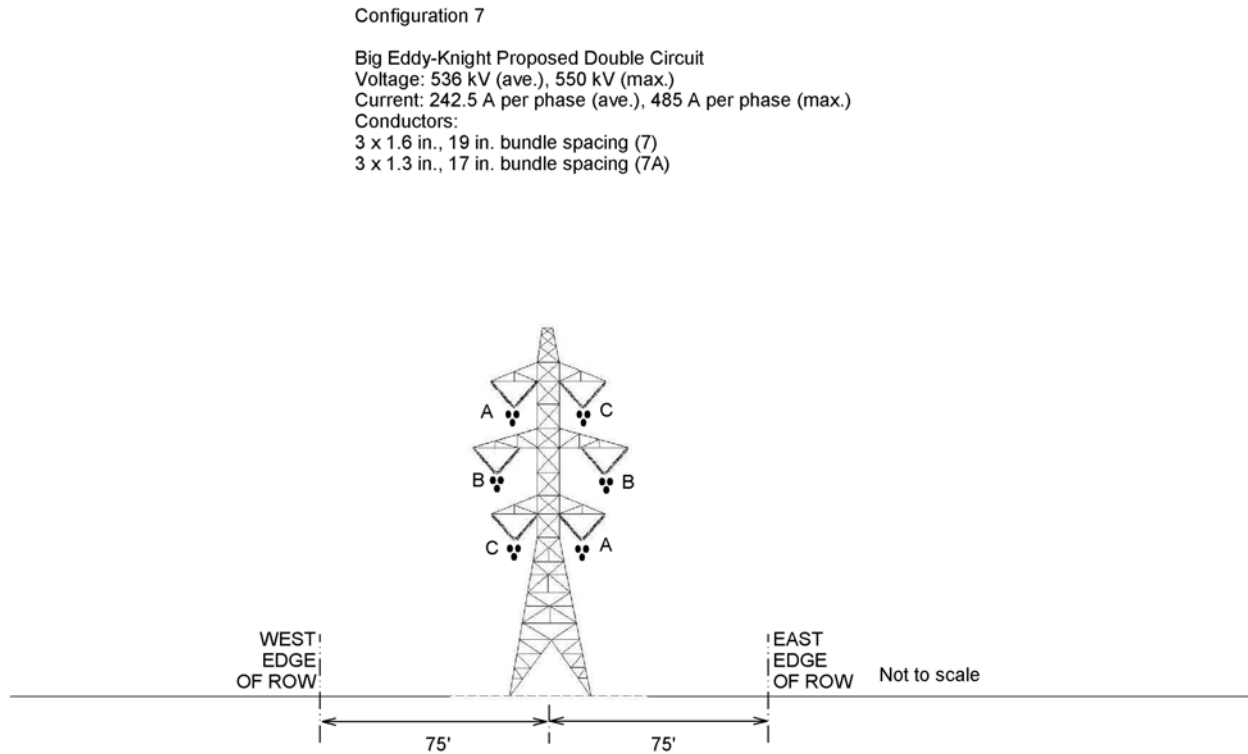 Configuration 7
Big Eddy-Knight Proposed Double Circuit
Voltage: 536 kV (ave.), 550 kV (max.)
Current: 242.5 A per phase (ave.), 485 A per phase (max.)
Conductors:
3 x 1.6 in., 19 in. bundle spacing (7)
3 x 1.3 in., 17 in. bundle spacing (7A)
A C
B B
C A
WEST
EDGE
OF ROW
EAST
EDGE
OF ROW
Not to scale
75' 75'